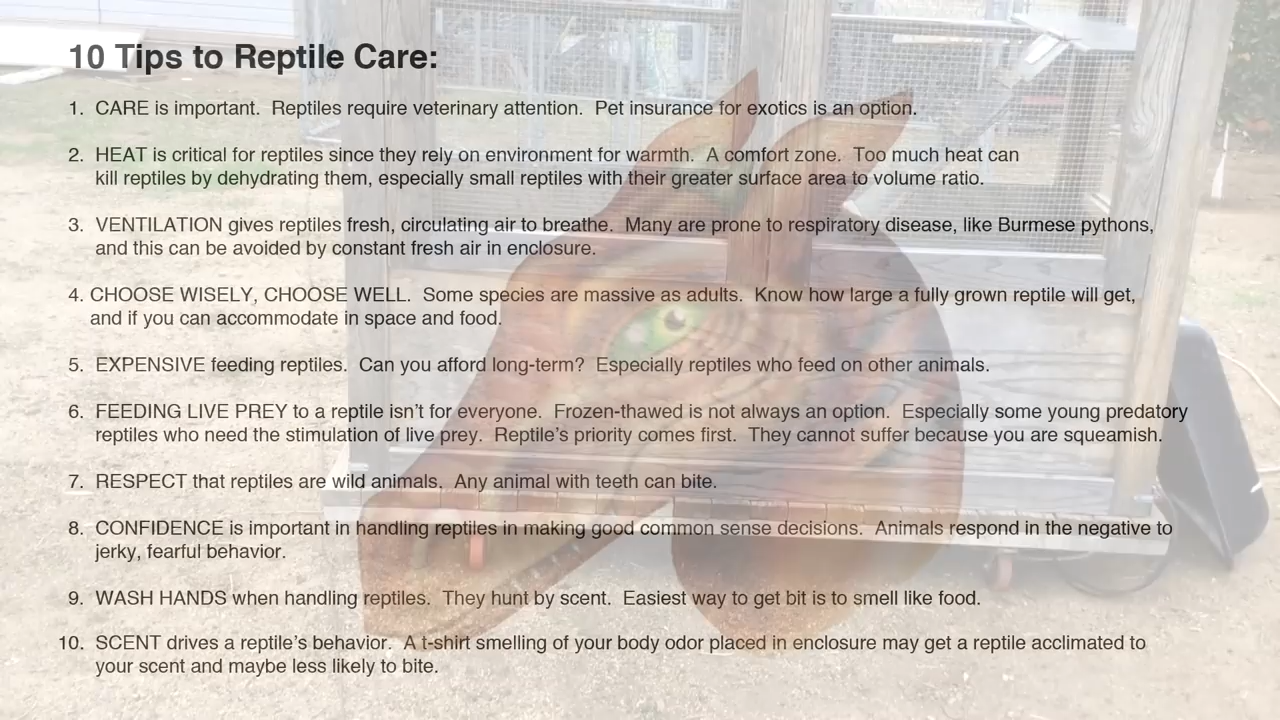 10 Tips to Reptile Care:
1. CARE is important. Reptiles require veterinary attention. Pet insurance for exotics is an option.
2. HEAT is critical for reptiles since they rely on environment for warmth. A comfort zone. Too much heat can
kill reptiles by dehydrating them, especially small reptiles with their greater surface area to volume ratio.
3. VENTILATION gives reptiles fresh, circulating air to breathe. Many are prone to respiratory disease, like Burmese pythons,
and this can be avoided by constant fresh air in enclosure.
4. CHOOSE WISELY, CHOOSE WELL. Some species are massive as adults. Know how large a fully grown reptile will get,
and if you can accommodate in space and food.
5. EXPENSIVE feeding reptiles. Can you afford long-term? Especially reptiles who feed on other animals.
6. FEEDING LIVE PREY to a reptile isn’t for everyone. Frozen-thawed is not always an option. Especially some young predatory
reptiles who need the stimulation of live prey. Reptile’s priority comes first. They cannot suffer because you are squeamish.
7. RESPECT that reptiles are wild animals. Any animal with teeth can bite.
8. CONFIDENCE is important in handling reptiles in making good common sense decisions. Animals respond in the negative to
jerky, fearful behavior.
9. WASH HANDS when handling reptiles. They hunt by scent. Easiest way to get bit is to smell like food.
10. SCENT drives a reptile’s behavior. A t-shirt smelling of your body odor placed in enclosure may get a reptile acclimated to
your scent and maybe less likely to bite.